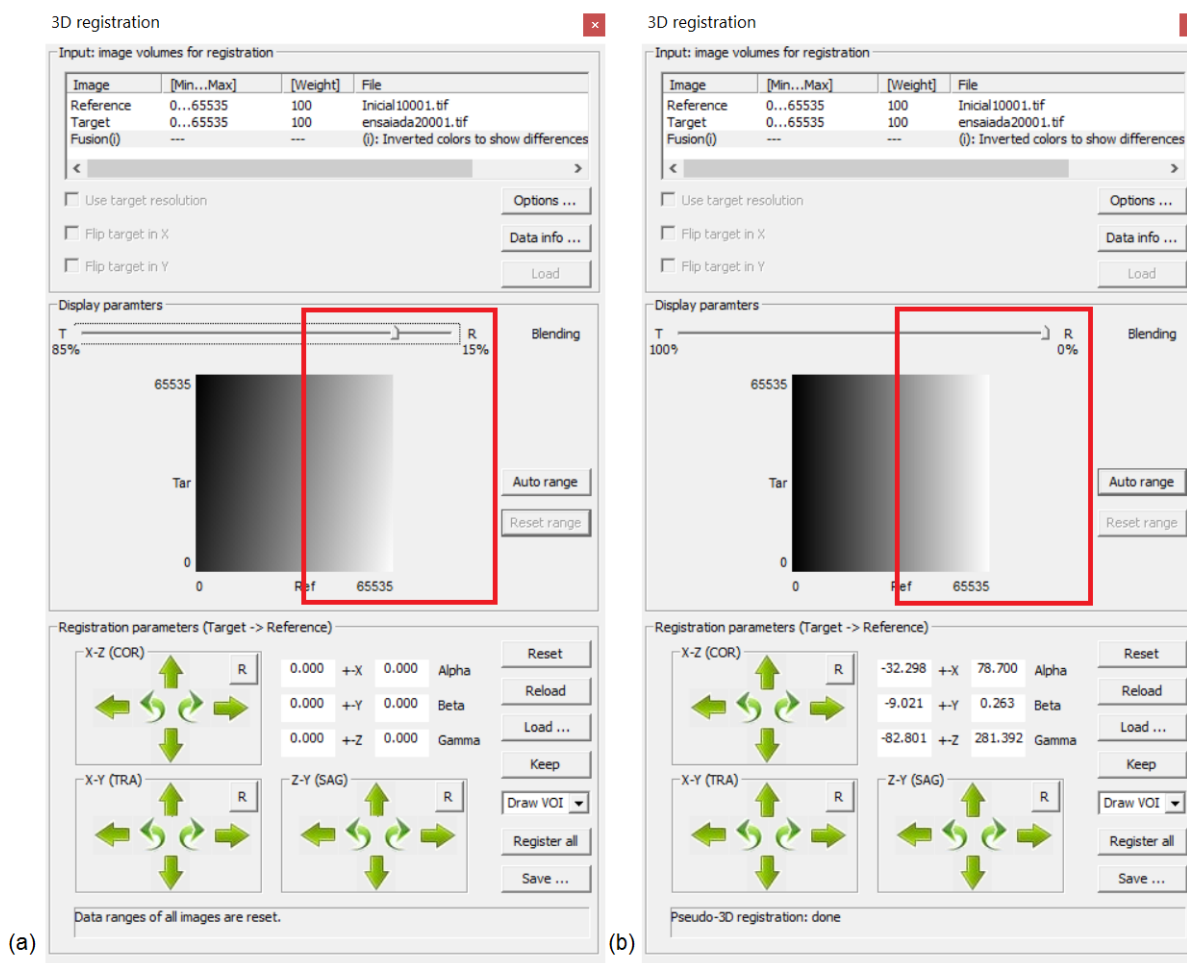 3D registration
×
Input: image volumes for registration
Image [Min...Max] [Weight] File
Reference 0...65535 100 Inicial10001.tif
Target 0...65535 100 ensaiada20001.tif
Fusion(i) --- --- (i): Inverted colors to show differences
Use target resolution
Options ...
Flip target in X
Data info ...
Flip target in Y
Load
Display paramters
T R Blending
85% 15%
65535
Tar
Auto range
Reset range
0
0 Ref 65535
Registration parameters (Target -> Reference)
X-Z (COR)
R
0.000 +-X 0.000 Alpha
0.000 +-Y 0.000 Beta
0.000 +-Z 0.000 Gamma
Reset
Reload
Load ...
Keep
X-Y (TRA)
R
Z-Y (SAG)
R
Draw VOI
Register all
Save ...
Data ranges of all images are reset.
(a)
3D registration
Input: image volumes for registration
Image [Min...Max] [Weight] File
Reference 0...65535 100 Inicial10001.tif
Target 0...65535 100 ensaiada20001.tif
Fusion(i) --- --- (i): Inverted colors to show differences
Use target resolution
Options ...
Flip target in X
Data info ...
Flip target in Y
Load
Display paramters
T R Blending
100% 0%
65535
Tar
Auto range
Reset range
0
0 Ref 65535
Registration parameters (Target -> Reference)
X-Z (COR)
R
-32.298 +-X 78.700 Alpha
-9.021 +-Y 0.263 Beta
-82.801 +-Z 281.392 Gamma
Reset
Reload
Load ...
Keep
X-Y (TRA)
R
Z-Y (SAG)
R
Draw VOI
Register all
Save ...
Pseudo-3D registration: done
(b)